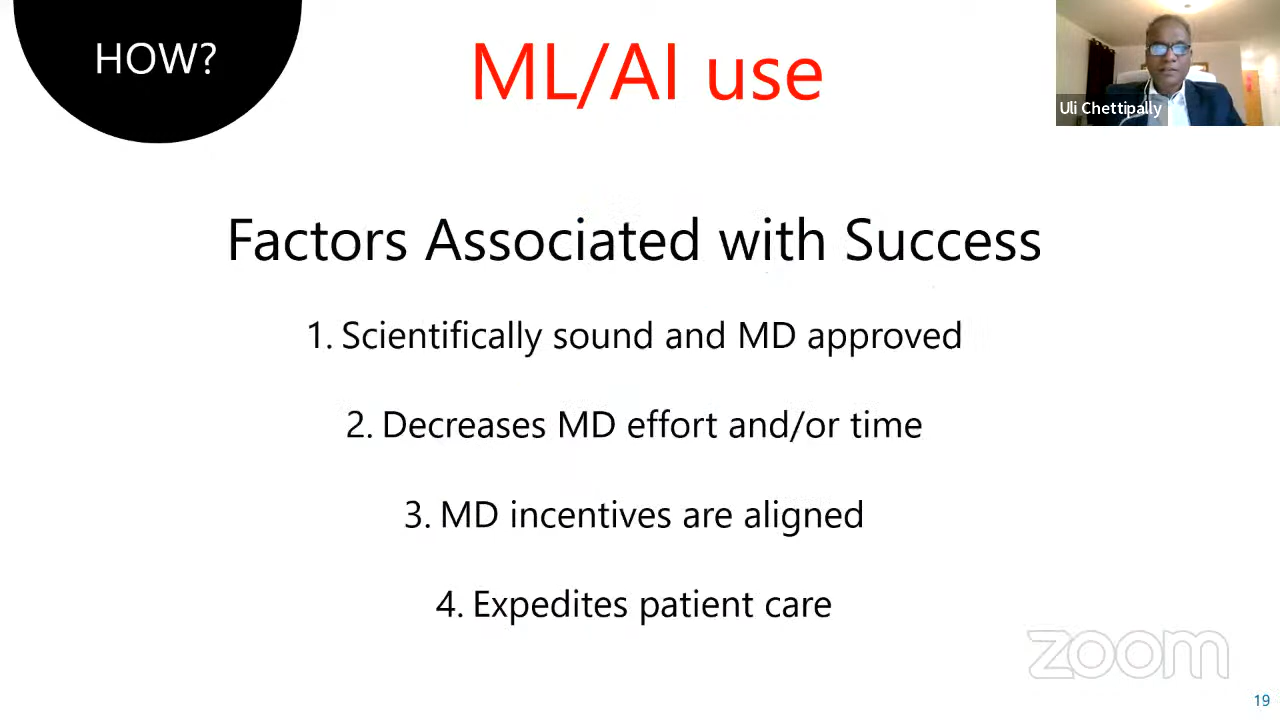 HOW?
ML/AI use
Uli Chettipally
Factors Associated with Success
1. Scientifically sound and MD approved
2. Decreases MD effort and/or time
3. MD incentives are aligned
4. Expedites patient care
zoom
19